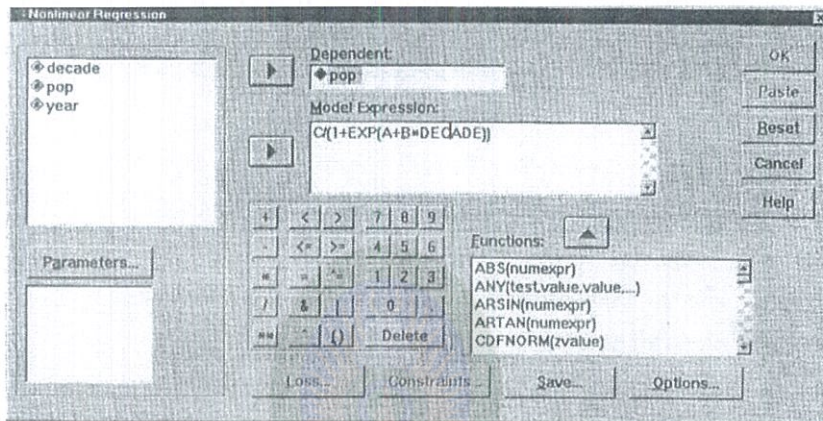 Nonlinear Regression
decade
pop
year
Dependent:
pop
Model Expression:
C/(1+EXP(A+B*DECADE))
OK
Paste
Reset
Cancel
Help
Parameters...
+ < > 7 8 9
- <= >= 4 5 6
* = ~= 1 2 3
/ & | 0 .
** ~ () Delete
Functions:
ABS(numexpr)
ANY(test,value,value,...)
ARSIN(numexpr)
ARTAN(numexpr)
CDFNORM(zvalue)
Loss...
Constraints...
Save...
Options...